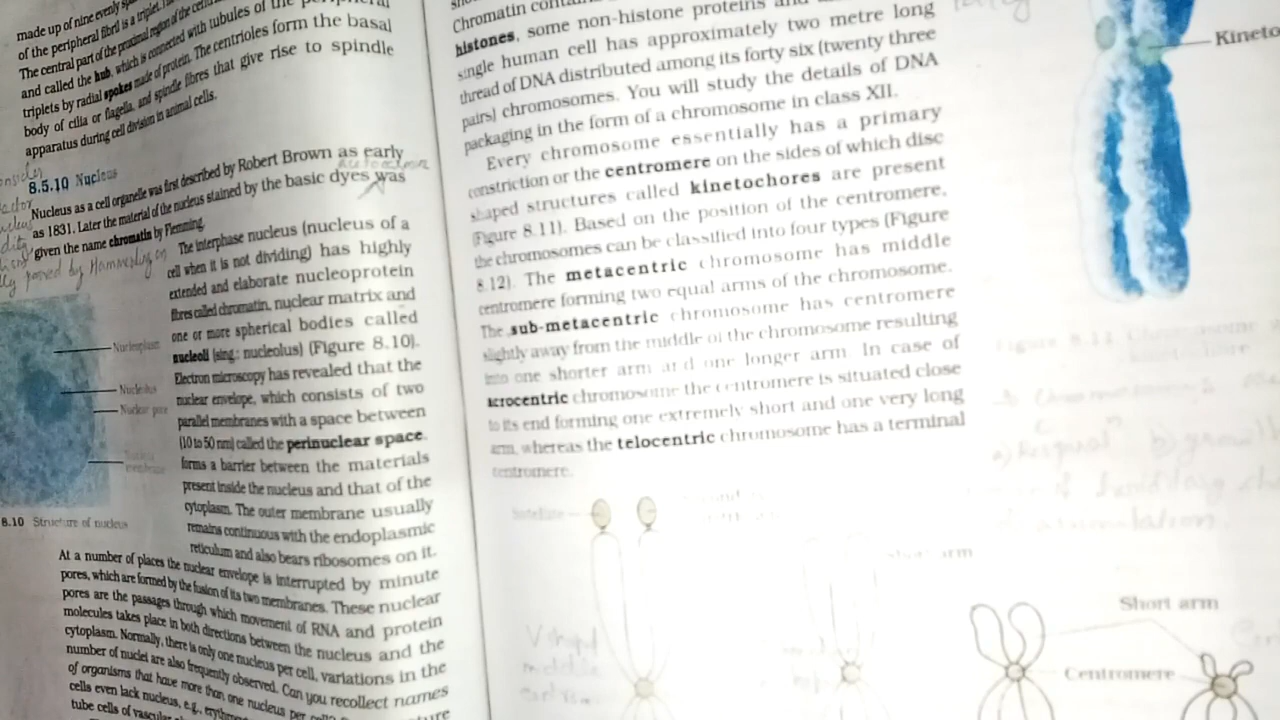 made up of nine evenly
of the peripheral fibril is a triplet.
The central part of the proximal region of the
and called the hub, which is connected with tubules of the peripheral
triplets by radial spokes made of protein. The centrioles form the basal
body of cilia or flagella, and spindle fibres that give rise to spindle
apparatus during cell division in animal cells.
8.5.10 Nucleus
Nucleus as a cell organelle was first described by Robert Brown as early
as 1831. Later the material of the nucleus stained by the basic dyes was
given the name chromatin by Flemming.
proved by Hammerling
The interphase nucleus (nucleus of a
cell when it is not dividing) has highly
extended and elaborate nucleoprotein
fibres called chromatin, nuclear matrix and
one or more spherical bodies called
nucleoli (sing.: nucleolus) (Figure 8.10).
Electron microscopy has revealed that the
nuclear envelope, which consists of two
parallel membranes with a space between
(10 to 50 nm) called the perinuclear space,
forms a barrier between the materials
present inside the nucleus and that of the
cytoplasm. The outer membrane usually
remains continuous with the endoplasmic
reticulum and also bears ribosomes on it.
Nucleoplasm
Nucleolus
Nuclear pore
Nuclear
membrane
8.10 Structure of nucleus
At a number of places the nuclear envelope is interrupted by minute
pores, which are formed by the fusion of its two membranes. These nuclear
pores are the passages through which movement of RNA and protein
molecules takes place in both directions between the nucleus and the
cytoplasm. Normally, there is only one nucleus per cell, variations in the
number of nuclei are also frequently observed. Can you recollect names
of organisms that have more than one nucleus per cell?
cells even lack nucleus, e.g.,
tube cells of vascular
Chromatin
histones, some non-histone proteins and
single human cell has approximately two metre long
thread of DNA distributed among its forty six (twenty three
pairs) chromosomes. You will study the details of DNA
packaging in the form of a chromosome in class XII.
Every chromosome essentially has a primary
constriction or the centromere on the sides of which disc
shaped structures called kinetochores are present
(Figure 8.11). Based on the position of the centromere,
the chromosomes can be classified into four types (Figure
8.12). The metacentric chromosome has middle
centromere forming two equal arms of the chromosome.
The sub-metacentric chromosome has centromere
slightly away from the middle of the chromosome resulting
into one shorter arm and one longer arm. In case of
acrocentric chromosome the centromere is situated close
to its end forming one extremely short and one very long
arm, whereas the telocentric chromosome has a terminal
centromere.
Kineto
Figure 8.11 Chromosome
kinetochore
Satellite
short arm
Short arm
Centromere